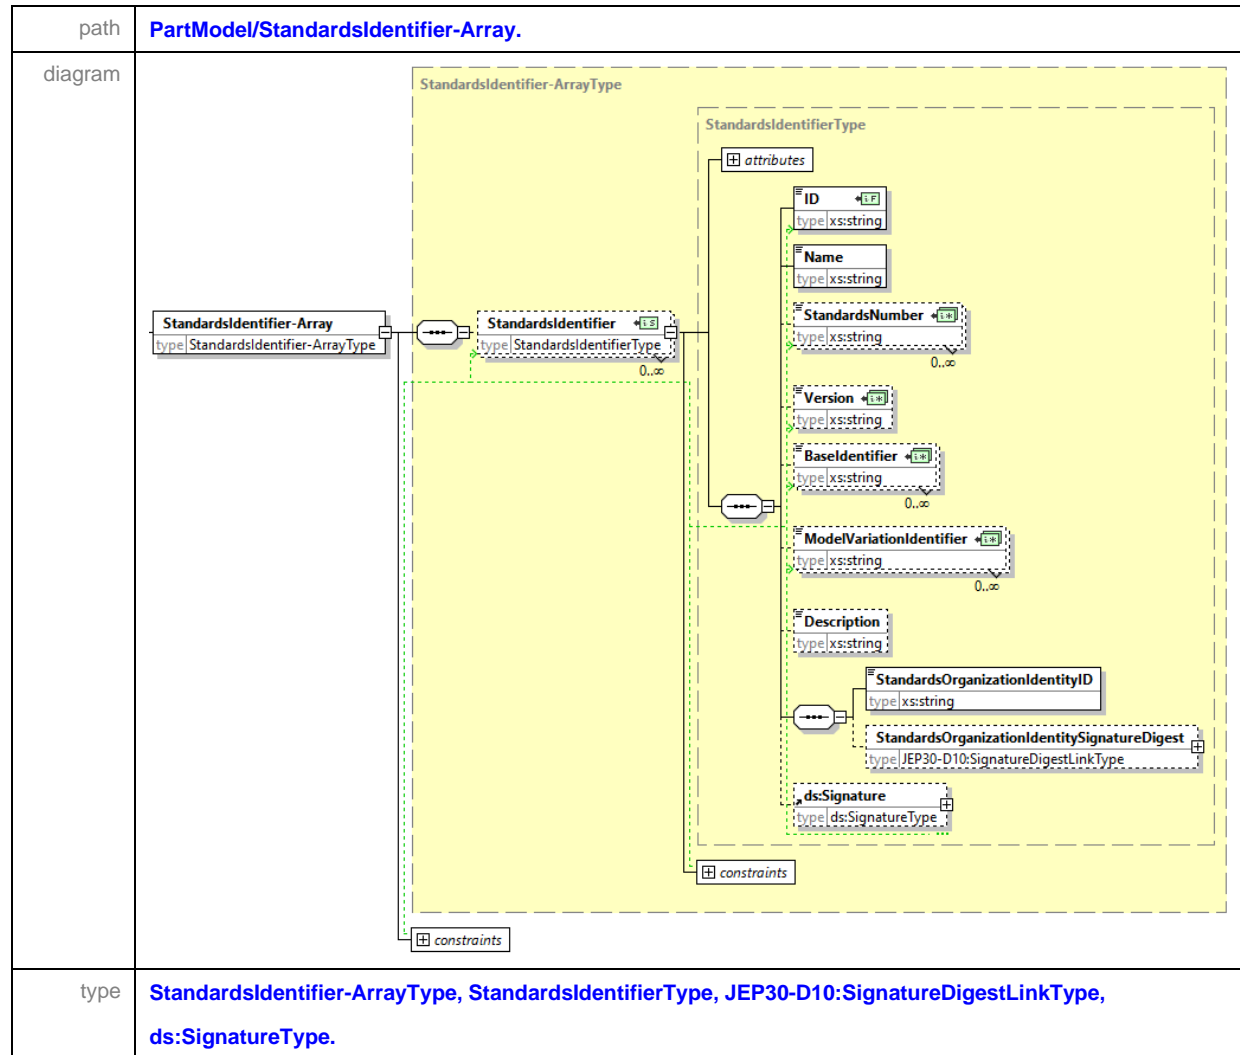 path
PartModel/StandardsIdentifier-Array.
diagram
StandardsIdentifier-ArrayType
StandardsIdentifierType
attributes
ID
type xs:string
Name
type xs:string
StandardsIdentifier-Array
type StandardsIdentifier-ArrayType
StandardsIdentifier
type StandardsIdentifierType
0..∞
StandardsNumber
type xs:string
0..∞
Version
type xs:string
BaseIdentifier
type xs:string
0..∞
ModelVariationIdentifier
type xs:string
0..∞
Description
type xs:string
StandardsOrganizationIdentityID
type xs:string
StandardsOrganizationIdentitySignatureDigest
type JEP30-D10:SignatureDigestLinkType
ds:Signature
type ds:SignatureType
constraints
constraints
type
StandardsIdentifier-ArrayType, StandardsIdentifierType, JEP30-D10:SignatureDigestLinkType,
ds:SignatureType.